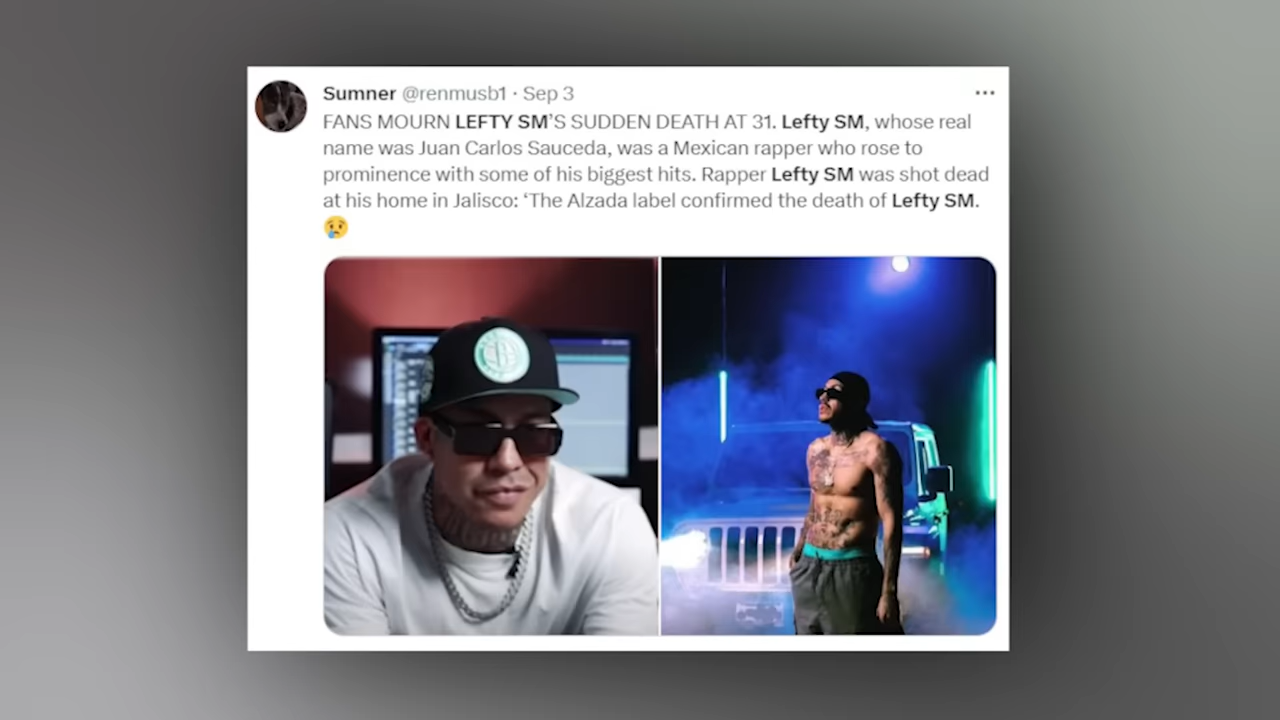 Sumner @renmusb1 · Sep 3
FANS MOURN LEFTY SM'S SUDDEN DEATH AT 31. Lefty SM, whose real
name was Juan Carlos Sauceda, was a Mexican rapper who rose to
prominence with some of his biggest hits. Rapper Lefty SM was shot dead
at his home in Jalisco: ‘The Alzada label confirmed the death of Lefty SM.
😢